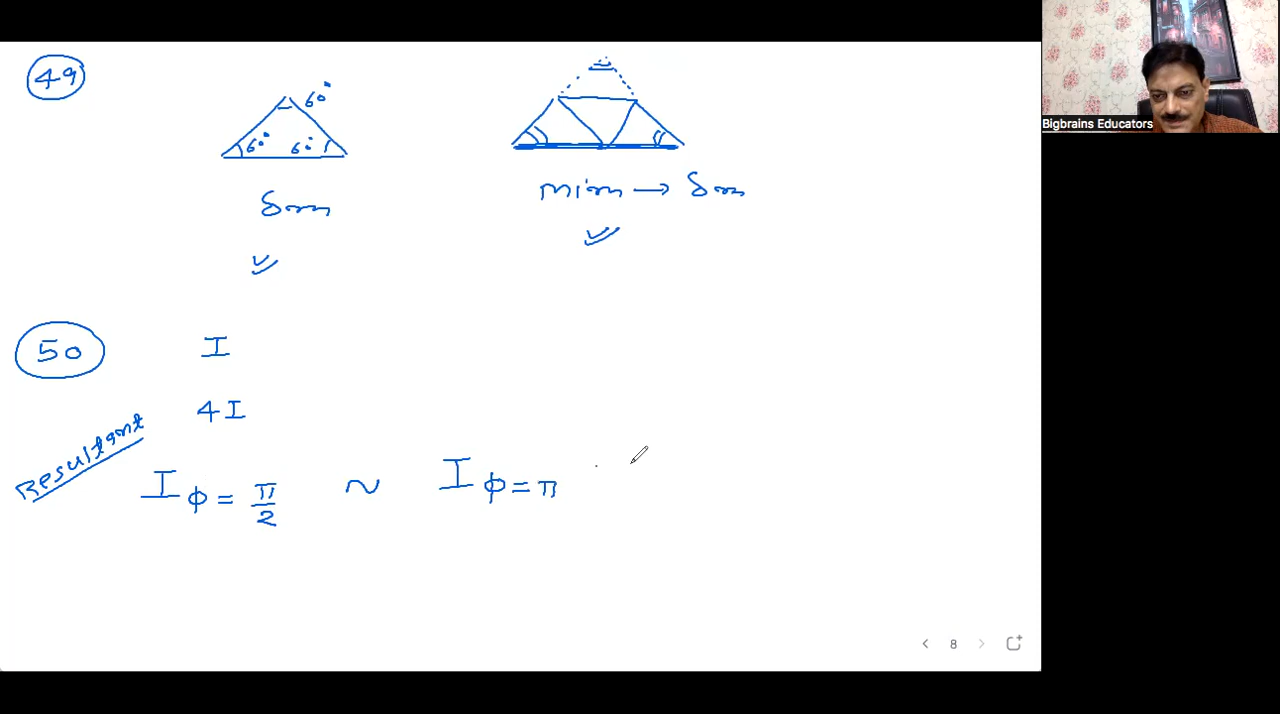 49
60°
60° 60°
δm
min → δm
Bigbrains Educators
50
I
4I
Resultant
I ϕ = π/2 ~ I ϕ = π
8